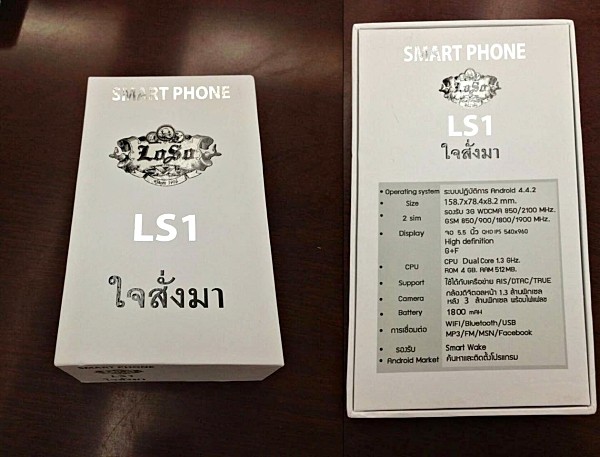 SMART PHONE
LoSo
LS1
ใจสั่งมา
SMART PHONE
LS1
SMART PHONE
LoSo
LS1
ใจสั่งมา
• Operating system ระบบปฏิบัติการ Android 4.4.2
• Size 158.7x78.4x8.2 mm.
• 2 sim รองรับ 3G WDCMA 850/2100 MHz.
GSM 850/900/1800/1900 MHz.
• Display จอ 5.5 นิ้ว QHD IPS 540x960
High definition
G+F
• CPU CPU Dual Core 1.3 GHz.
ROM 4 GB. RAM 512MB.
• Support ใช้ได้กับเครือข่าย AIS/DTAC/TRUE
• Camera กล้องดิจิตอลหน้า 1.3 ล้านพิกเซล
หลัง 3 ล้านพิกเซล พร้อมไฟแฟลช
• Battery 1800 mAH
• การเชื่อมต่อ WIFI/Bluetooth/USB
MP3/FM/MSN/Facebook
• รองรับ Smart Wake
• Android Market ค้นหาและติดตั้งโปรแกรม